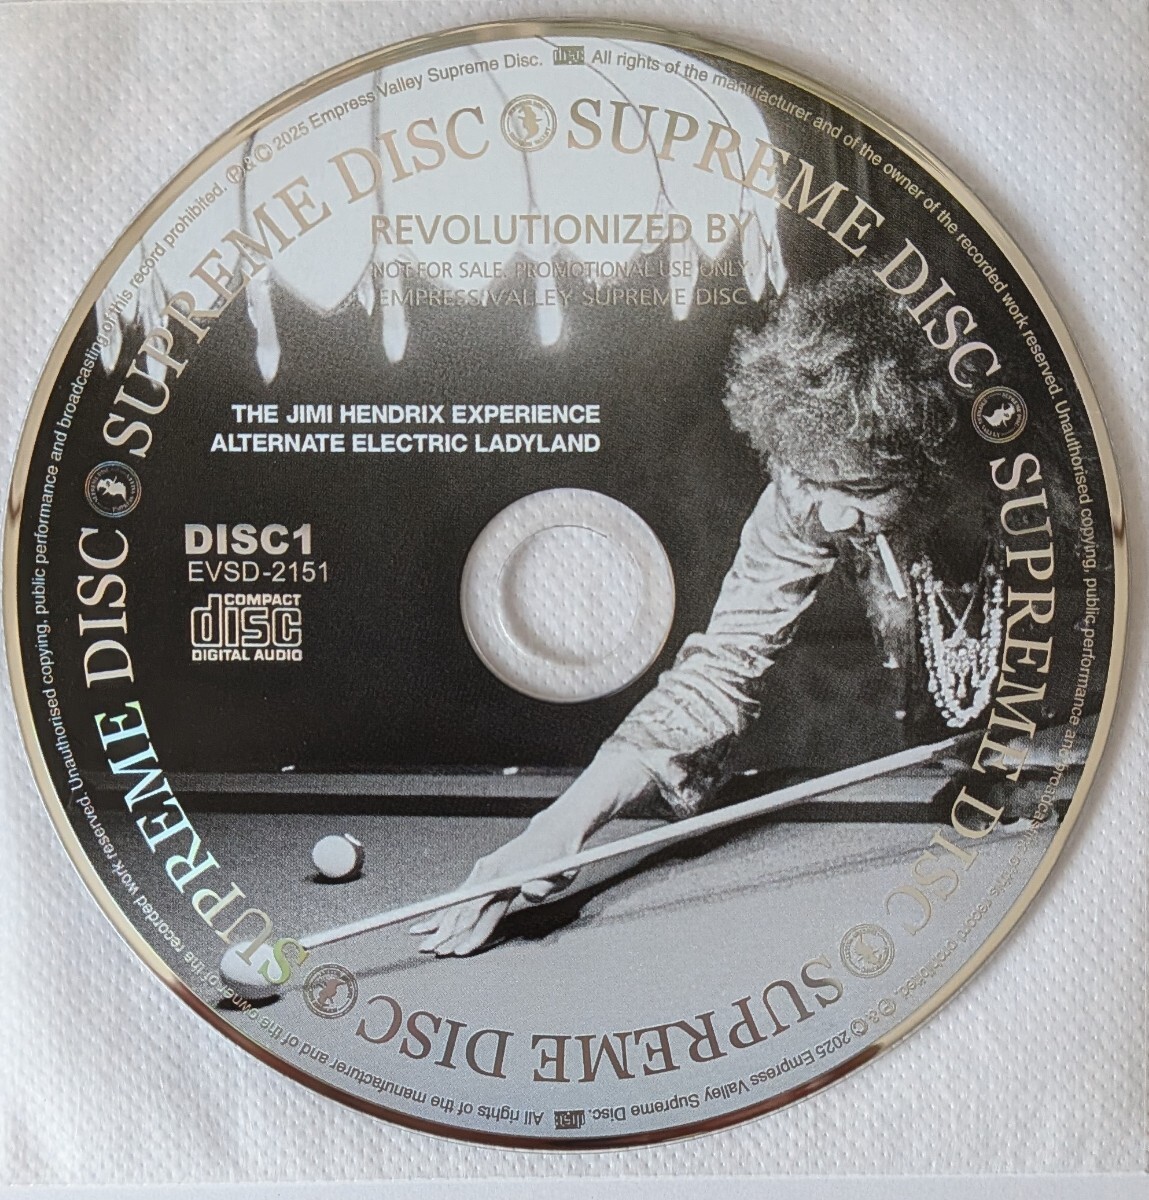 ℗& © 2025 Empress Valley Supreme Disc. All rights of the manufacturer and of the owner of the recorded work reserved. Unauthorised copying, public performance and broadcasting of this record prohibited.
℗& © 2025 Empress Valley Supreme Disc. All rights of the manufacturer and of the owner of the recorded work reserved. Unauthorised copying, public performance and broadcasting of this record prohibited.
SUPREME DISC SUPREME DISC SUPREME DISC SUPREME DISC SUPREME DISC
REVOLUTIONIZED BY
NOT FOR SALE. PROMOTIONAL USE ONLY.
EMPRESS VALLEY SUPREME DISC
THE JIMI HENDRIX EXPERIENCE
ALTERNATE ELECTRIC LADYLAND
DISC1
EVSD-2151
COMPACT
disc
DIGITAL AUDIO